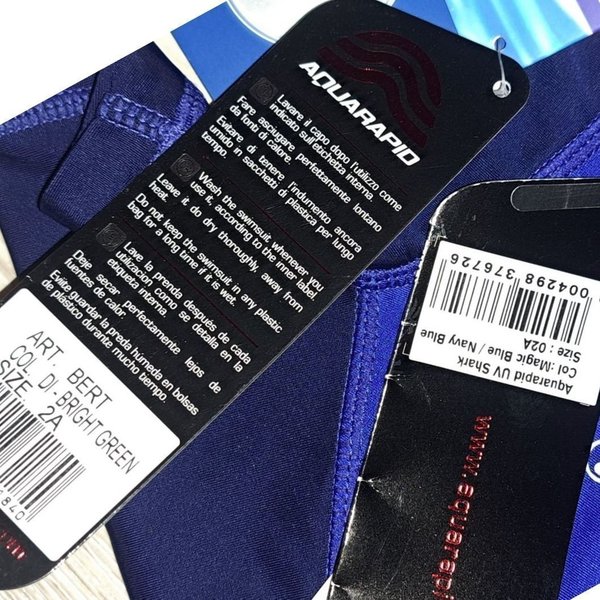 AQUARAPID
Lavare il capo dopo l'utilizzo come
indicato sull'etichetta interna.
Fare asciugare perfettamente lontano
da fonti di calore.
Evitare di tenere l'indumento ancora
umido in sacchetti di plastica per lungo
tempo.
Wash the swimsuit whenever you
use it, according to the inner label
Leave it do dry thoroughly, away from
heat.
Do not keep the swimsuit in any plastic
bag for a long time if it is wet.
Lave la prenda después de cada
utilización como se detalla en la
etiqueta interna.
Deje secar perfectamente lejos de
fuentes de calor.
Evita guardar la preda húmeda en bolsas
de plástico durante mucho tiempo.
ART. BERT
COL. D.-BRIGHT GREEN
SIZE 2A
840
004298 376726
Aquarapid UV Shark
Col :Magic Blue / Navy Blue
Size : 02A
www.aquarapi